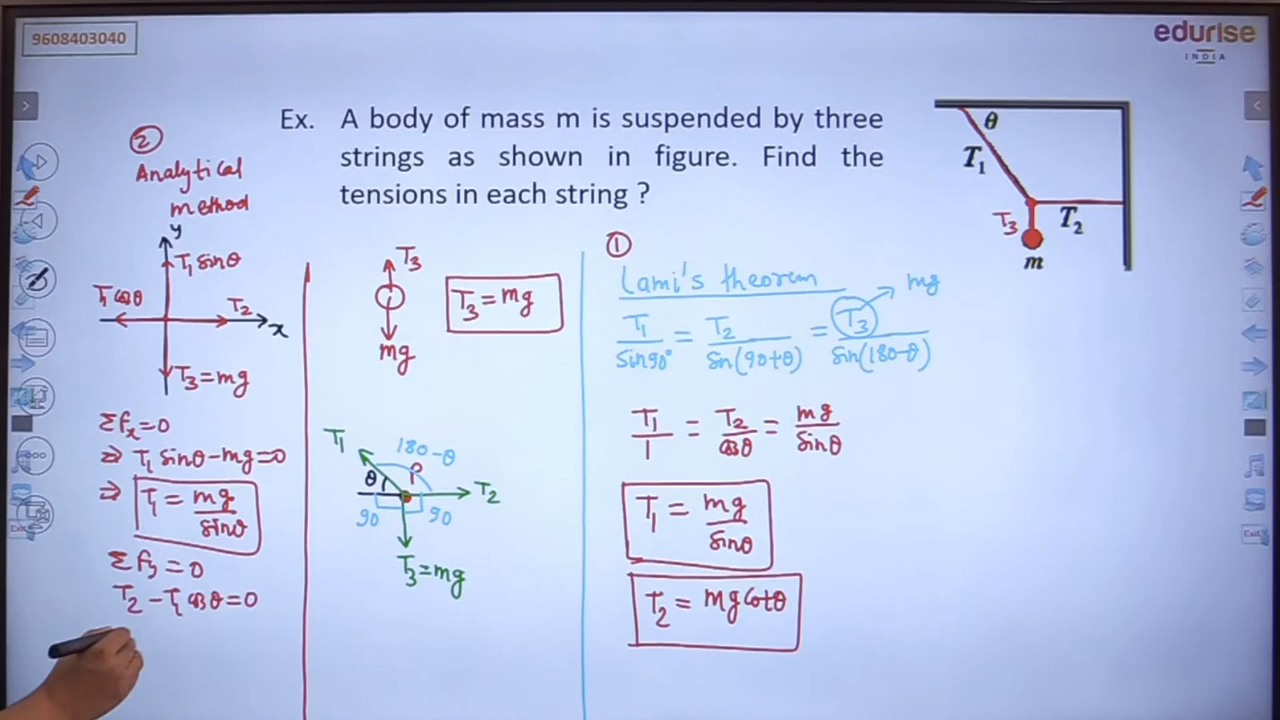 9608403040
edurise
INDIA
Ex. A body of mass m is suspended by three
strings as shown in figure. Find the
tensions in each string ?
θ
T₁
T₃
T₂
m
②
Analytical
method
y
T₁ sinθ
T₁ cosθ
T₂
x
T₃ = mg
Σfₓ = 0
⇒ T₁ sinθ - mg = 0
⇒ T₁ = mg/sinθ
Σfy = 0
T₂ - T₁ cosθ = 0
T₃
mg
T₃ = mg
T₁
180-θ
θ
P
T₂
90
90
T₃ = mg
①
Lami's theorem
mg
T₁/sin90° = T₂/sin(90+θ) = T₃/sin(180-θ)
T₁/1 = T₂/cosθ = mg/sinθ
T₁ = mg/sinθ
T₂ = mg cotθ
Exit
Exit